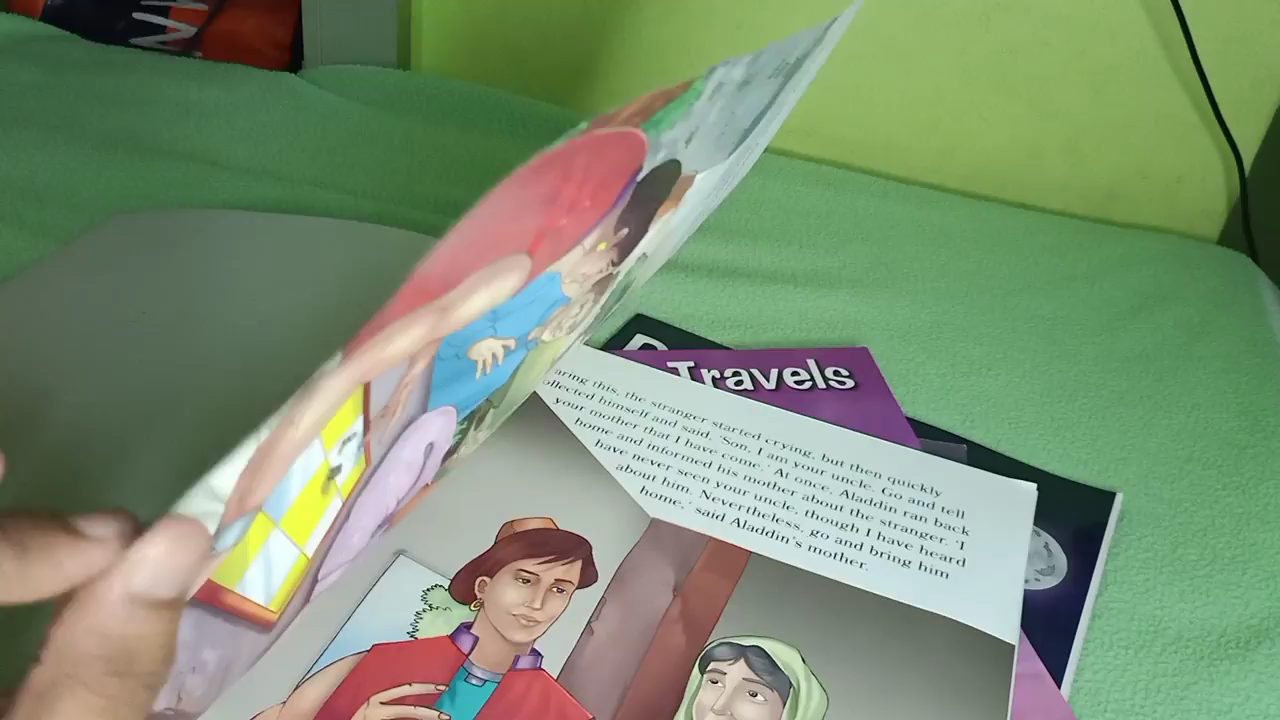 Travels
aring this, the stranger started crying, but then quickly
ollected himself and said, 'Son, I am your uncle. Go and tell
your mother that I have come.' At once, Aladdin ran back
home and informed his mother about the stranger. 'I
have never seen your uncle, though I have heard
about him. Nevertheless, go and bring him
home,' said Aladdin's mother.